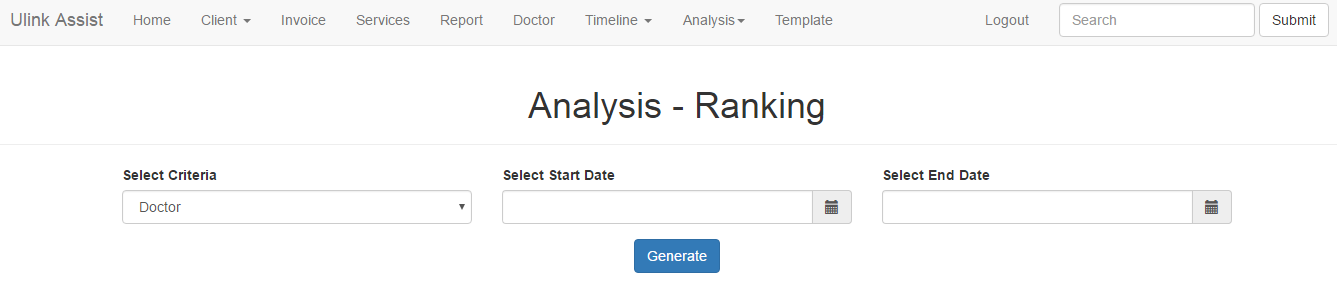 Ulink Assist Home Client Invoice Services Report Doctor Timeline Analysis Template Logout Search Submit
Analysis - Ranking
Select Criteria Select Start Date Select End Date
Doctor
Generate